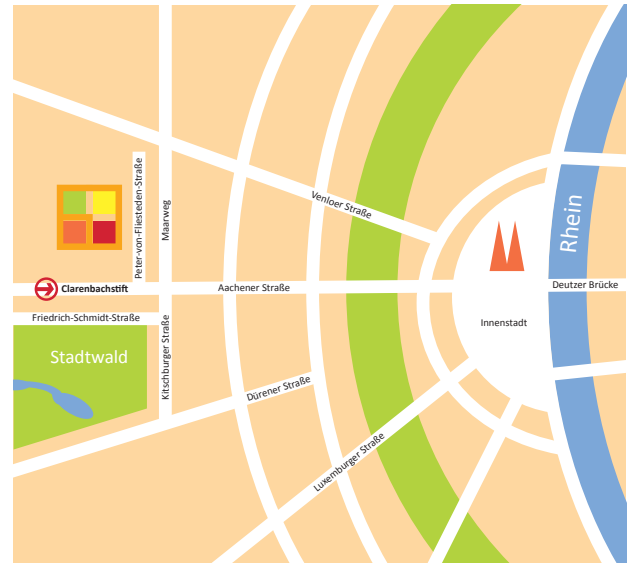 Peter-von-Fliesteden-Straße
Maarweg
Venloer Straße
Rhein
Clarenbachstift
Aachener Straße
Deutzer Brücke
Friedrich-Schmidt-Straße
Innenstadt
Stadtwald
Kitschburger Straße
Dürener Straße
Luxemburger Straße